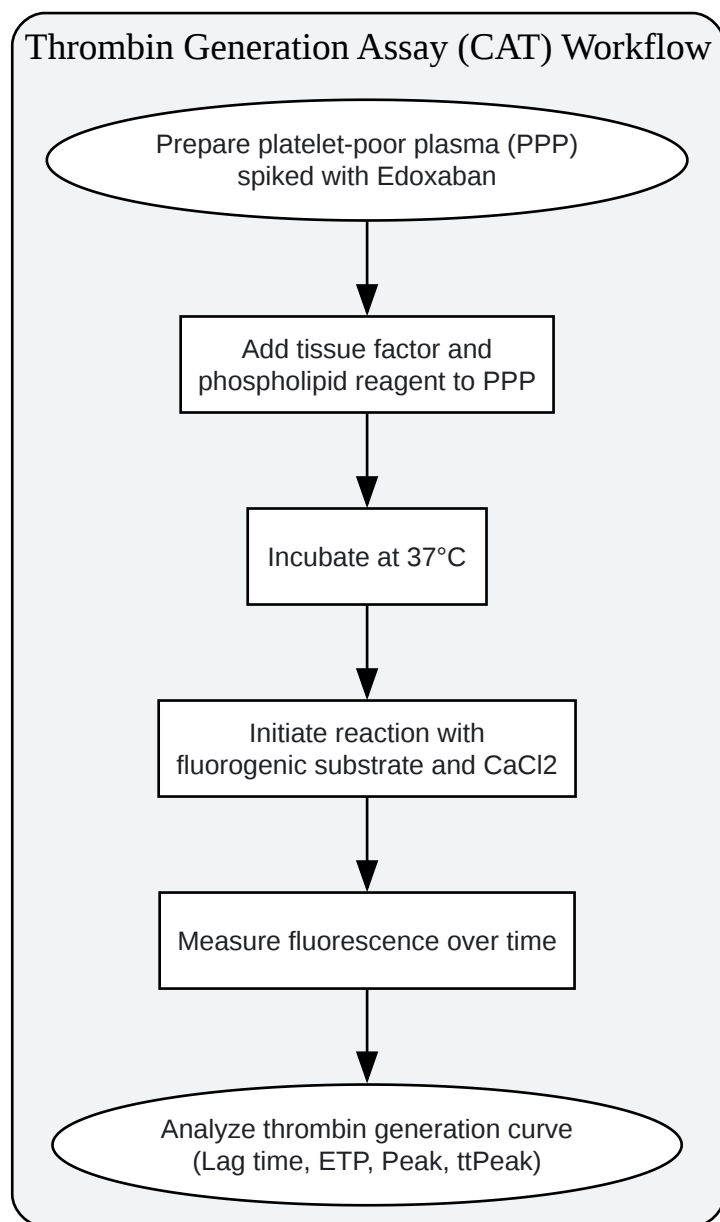 Thrombin Generation Assay (CAT) Workflow
Prepare platelet-poor plasma (PPP)
spiked with Edoxaban
Add tissue factor and
phospholipid reagent to PPP
Incubate at 37°C
Initiate reaction with
fluorogenic substrate and CaCl2
Measure fluorescence over time
Analyze thrombin generation curve
(Lag time, ETP, Peak, ttPeak)